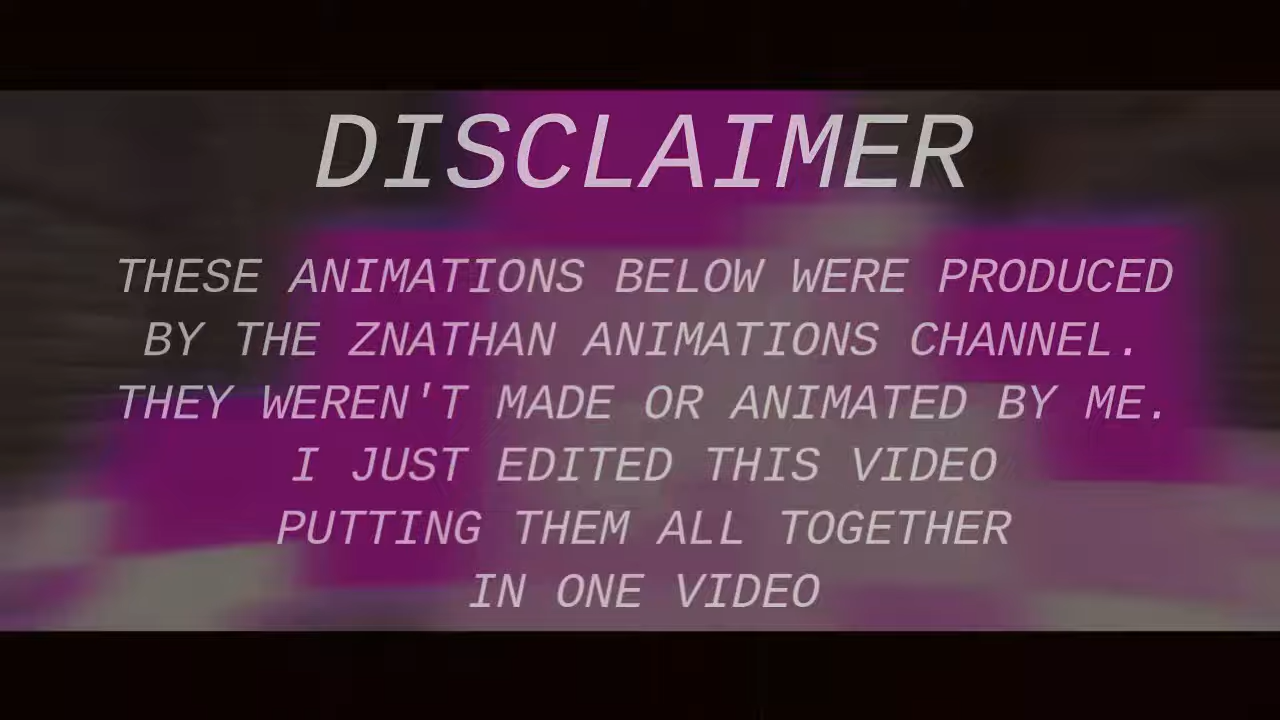 DISCLAIMER
THESE ANIMATIONS BELOW WERE PRODUCED
BY THE ZNATHAN ANIMATIONS CHANNEL.
THEY WEREN'T MADE OR ANIMATED BY ME.
I JUST EDITED THIS VIDEO
PUTTING THEM ALL TOGETHER
IN ONE VIDEO